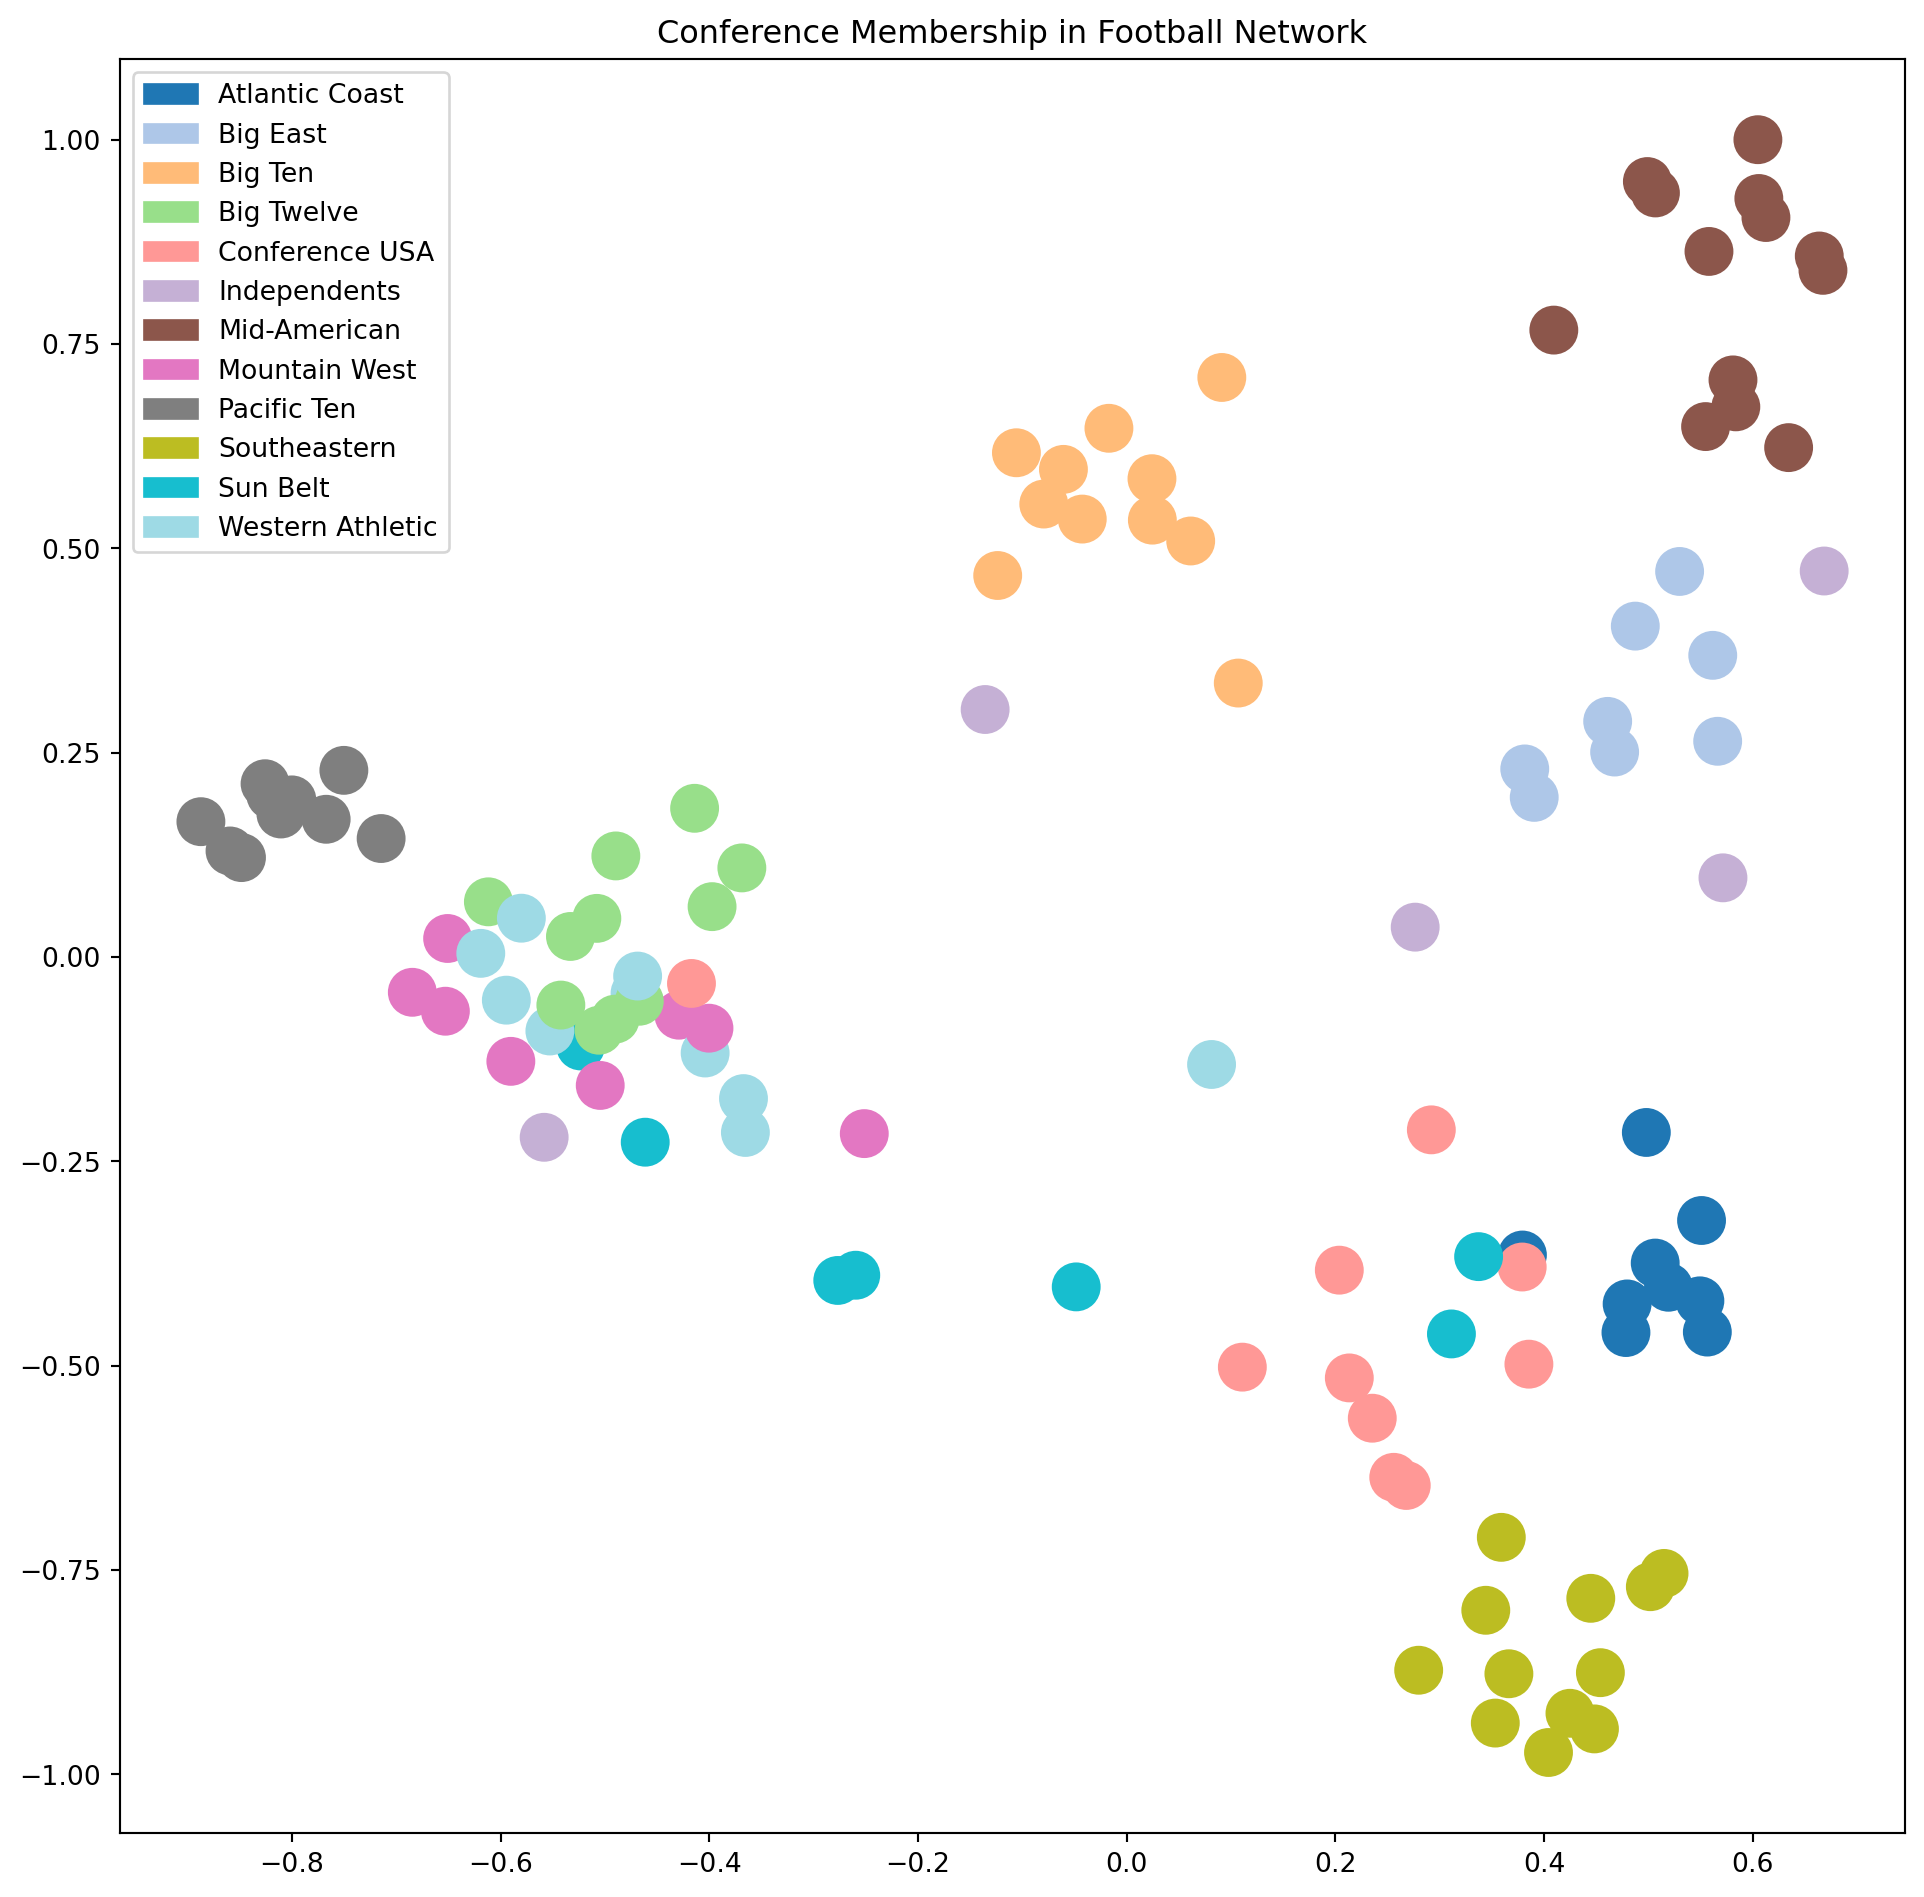 Conference Membership in Football Network
Atlantic Coast
Big East
Big Ten
Big Twelve
Conference USA
Independents
Mid-American
Mountain West
Pacific Ten
Southeastern
Sun Belt
Western Athletic
1.00
0.75
0.50
0.25
0.00
−0.25
−0.50
−0.75
−1.00
−0.8 −0.6 −0.4 −0.2 0.0 0.2 0.4 0.6